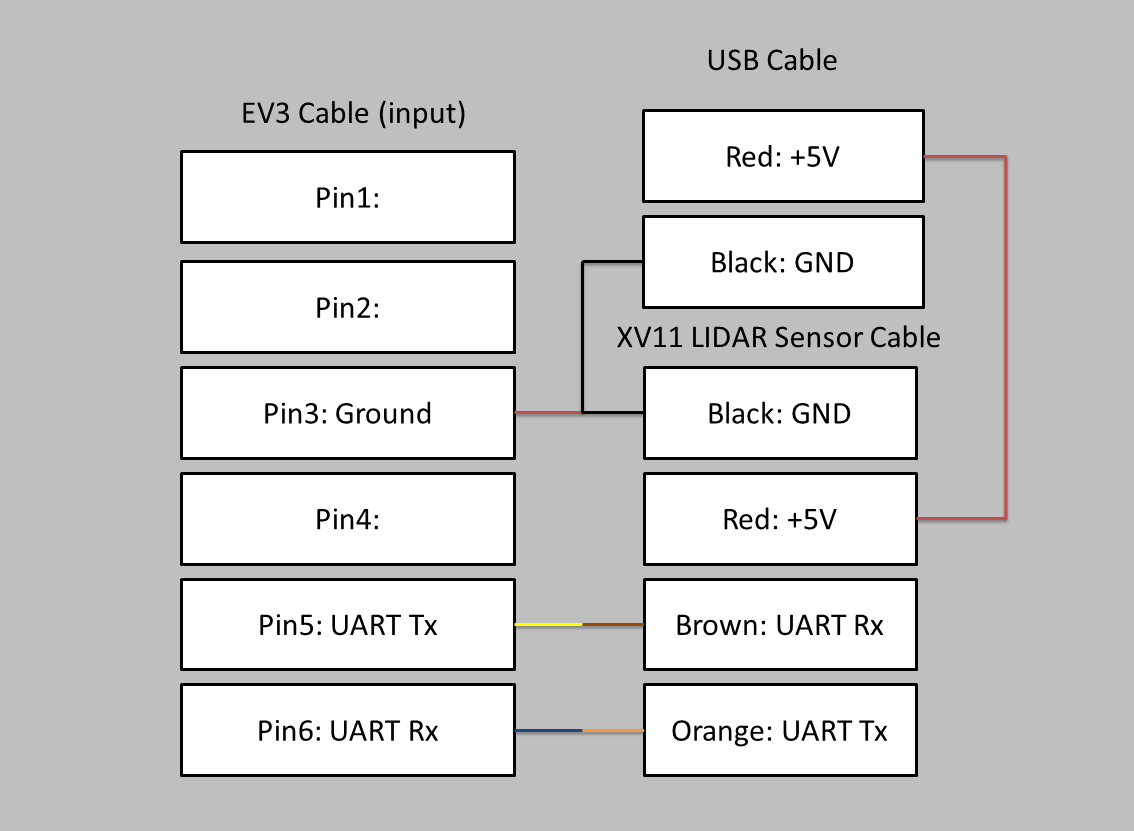 USB Cable
EV3 Cable (input)
Red: +5V
Pin1:
Black: GND
Pin2:
XV11 LIDAR Sensor Cable
Pin3: Ground
Black: GND
Pin4:
Red: +5V
Pin5: UART Tx
Brown: UART Rx
Pin6: UART Rx
Orange: UART Tx